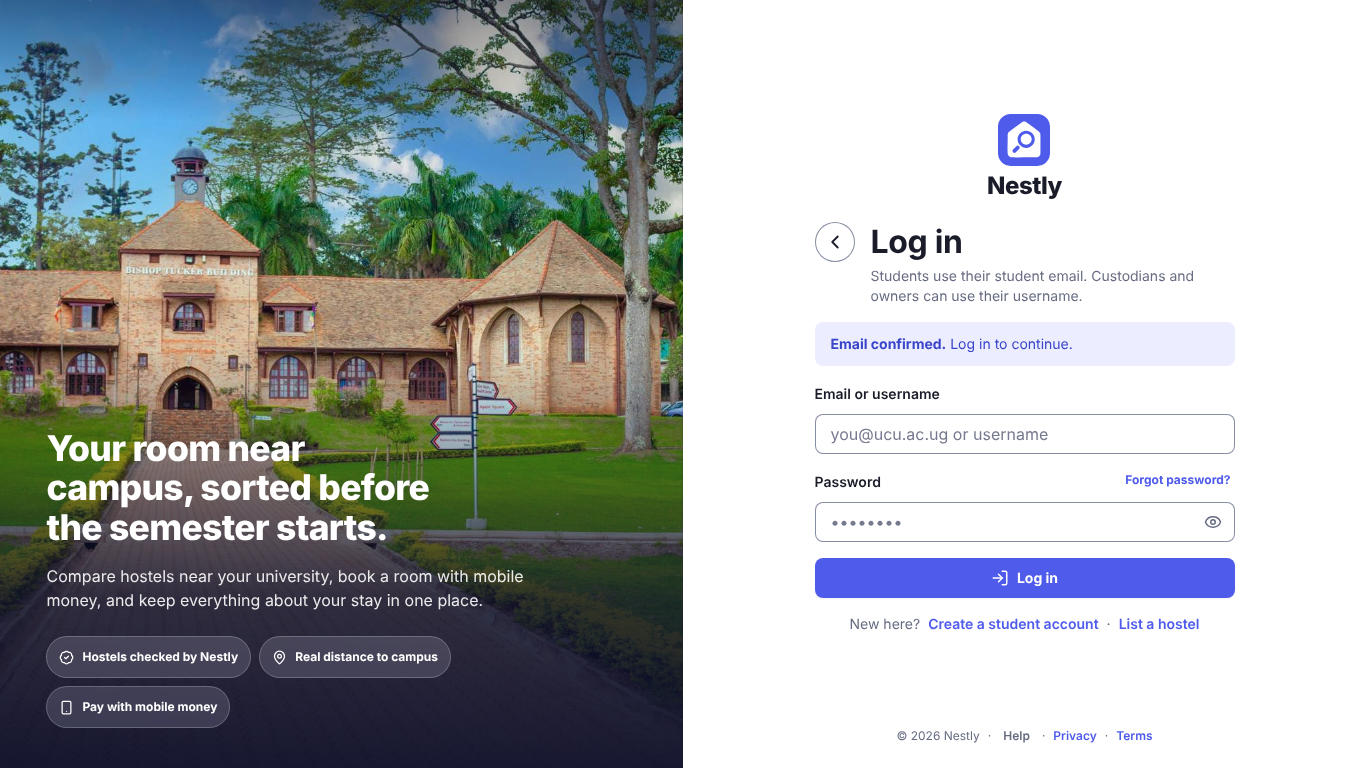 BISHOP TUCKER BUILDING
Your room near
campus, sorted before
the semester starts.
Compare hostels near your university, book a room with mobile
money, and keep everything about your stay in one place.
Hostels checked by Nestly
Real distance to campus
Pay with mobile money
Nestly
Log in
Students use their student email. Custodians and
owners can use their username.
Email confirmed. Log in to continue.
Email or username
you@ucu.ac.ug or username
Password
Forgot password?
••••••••
Log in
New here? Create a student account · List a hostel
© 2026 Nestly · Help · Privacy · Terms